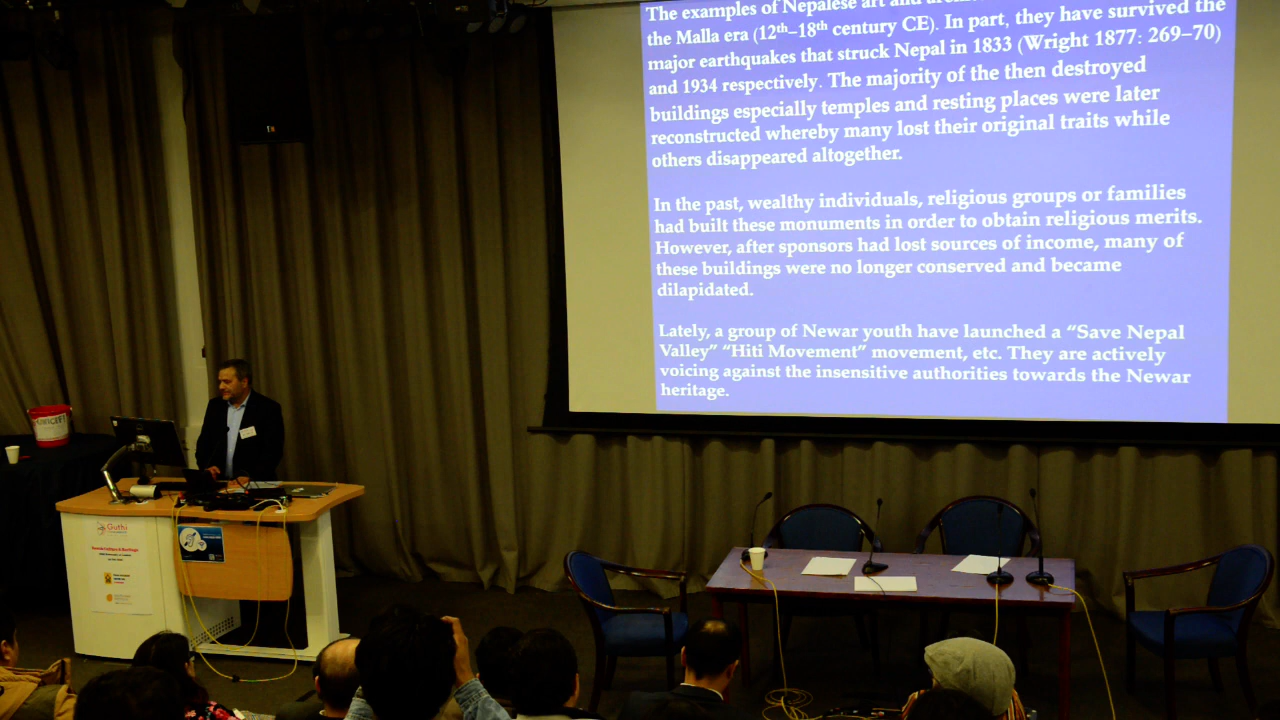 The examples of Nepalese art and
the Malla era (12th–18th century CE). In part, they have survived the
major earthquakes that struck Nepal in 1833 (Wright 1877: 269–70)
and 1934 respectively. The majority of the then destroyed
buildings especially temples and resting places were later
reconstructed whereby many lost their original traits while
others disappeared altogether.
In the past, wealthy individuals, religious groups or families
had built these monuments in order to obtain religious merits.
However, after sponsors had lost sources of income, many of
these buildings were no longer conserved and became
dilapidated.
Lately, a group of Newar youth have launched a “Save Nepal
Valley” “Hiti Movement” movement, etc. They are actively
voicing against the insensitive authorities towards the Newar
heritage.
Guthi